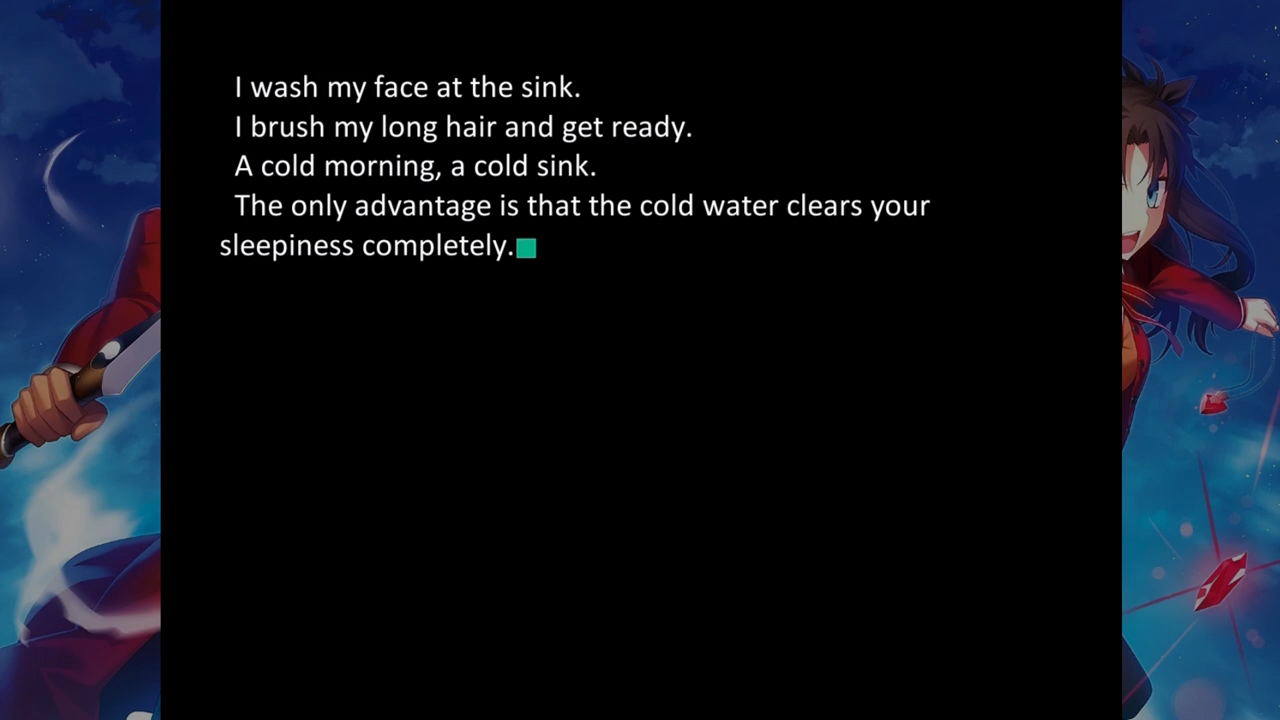 I wash my face at the sink.
I brush my long hair and get ready.
A cold morning, a cold sink.
The only advantage is that the cold water clears your
sleepiness completely.